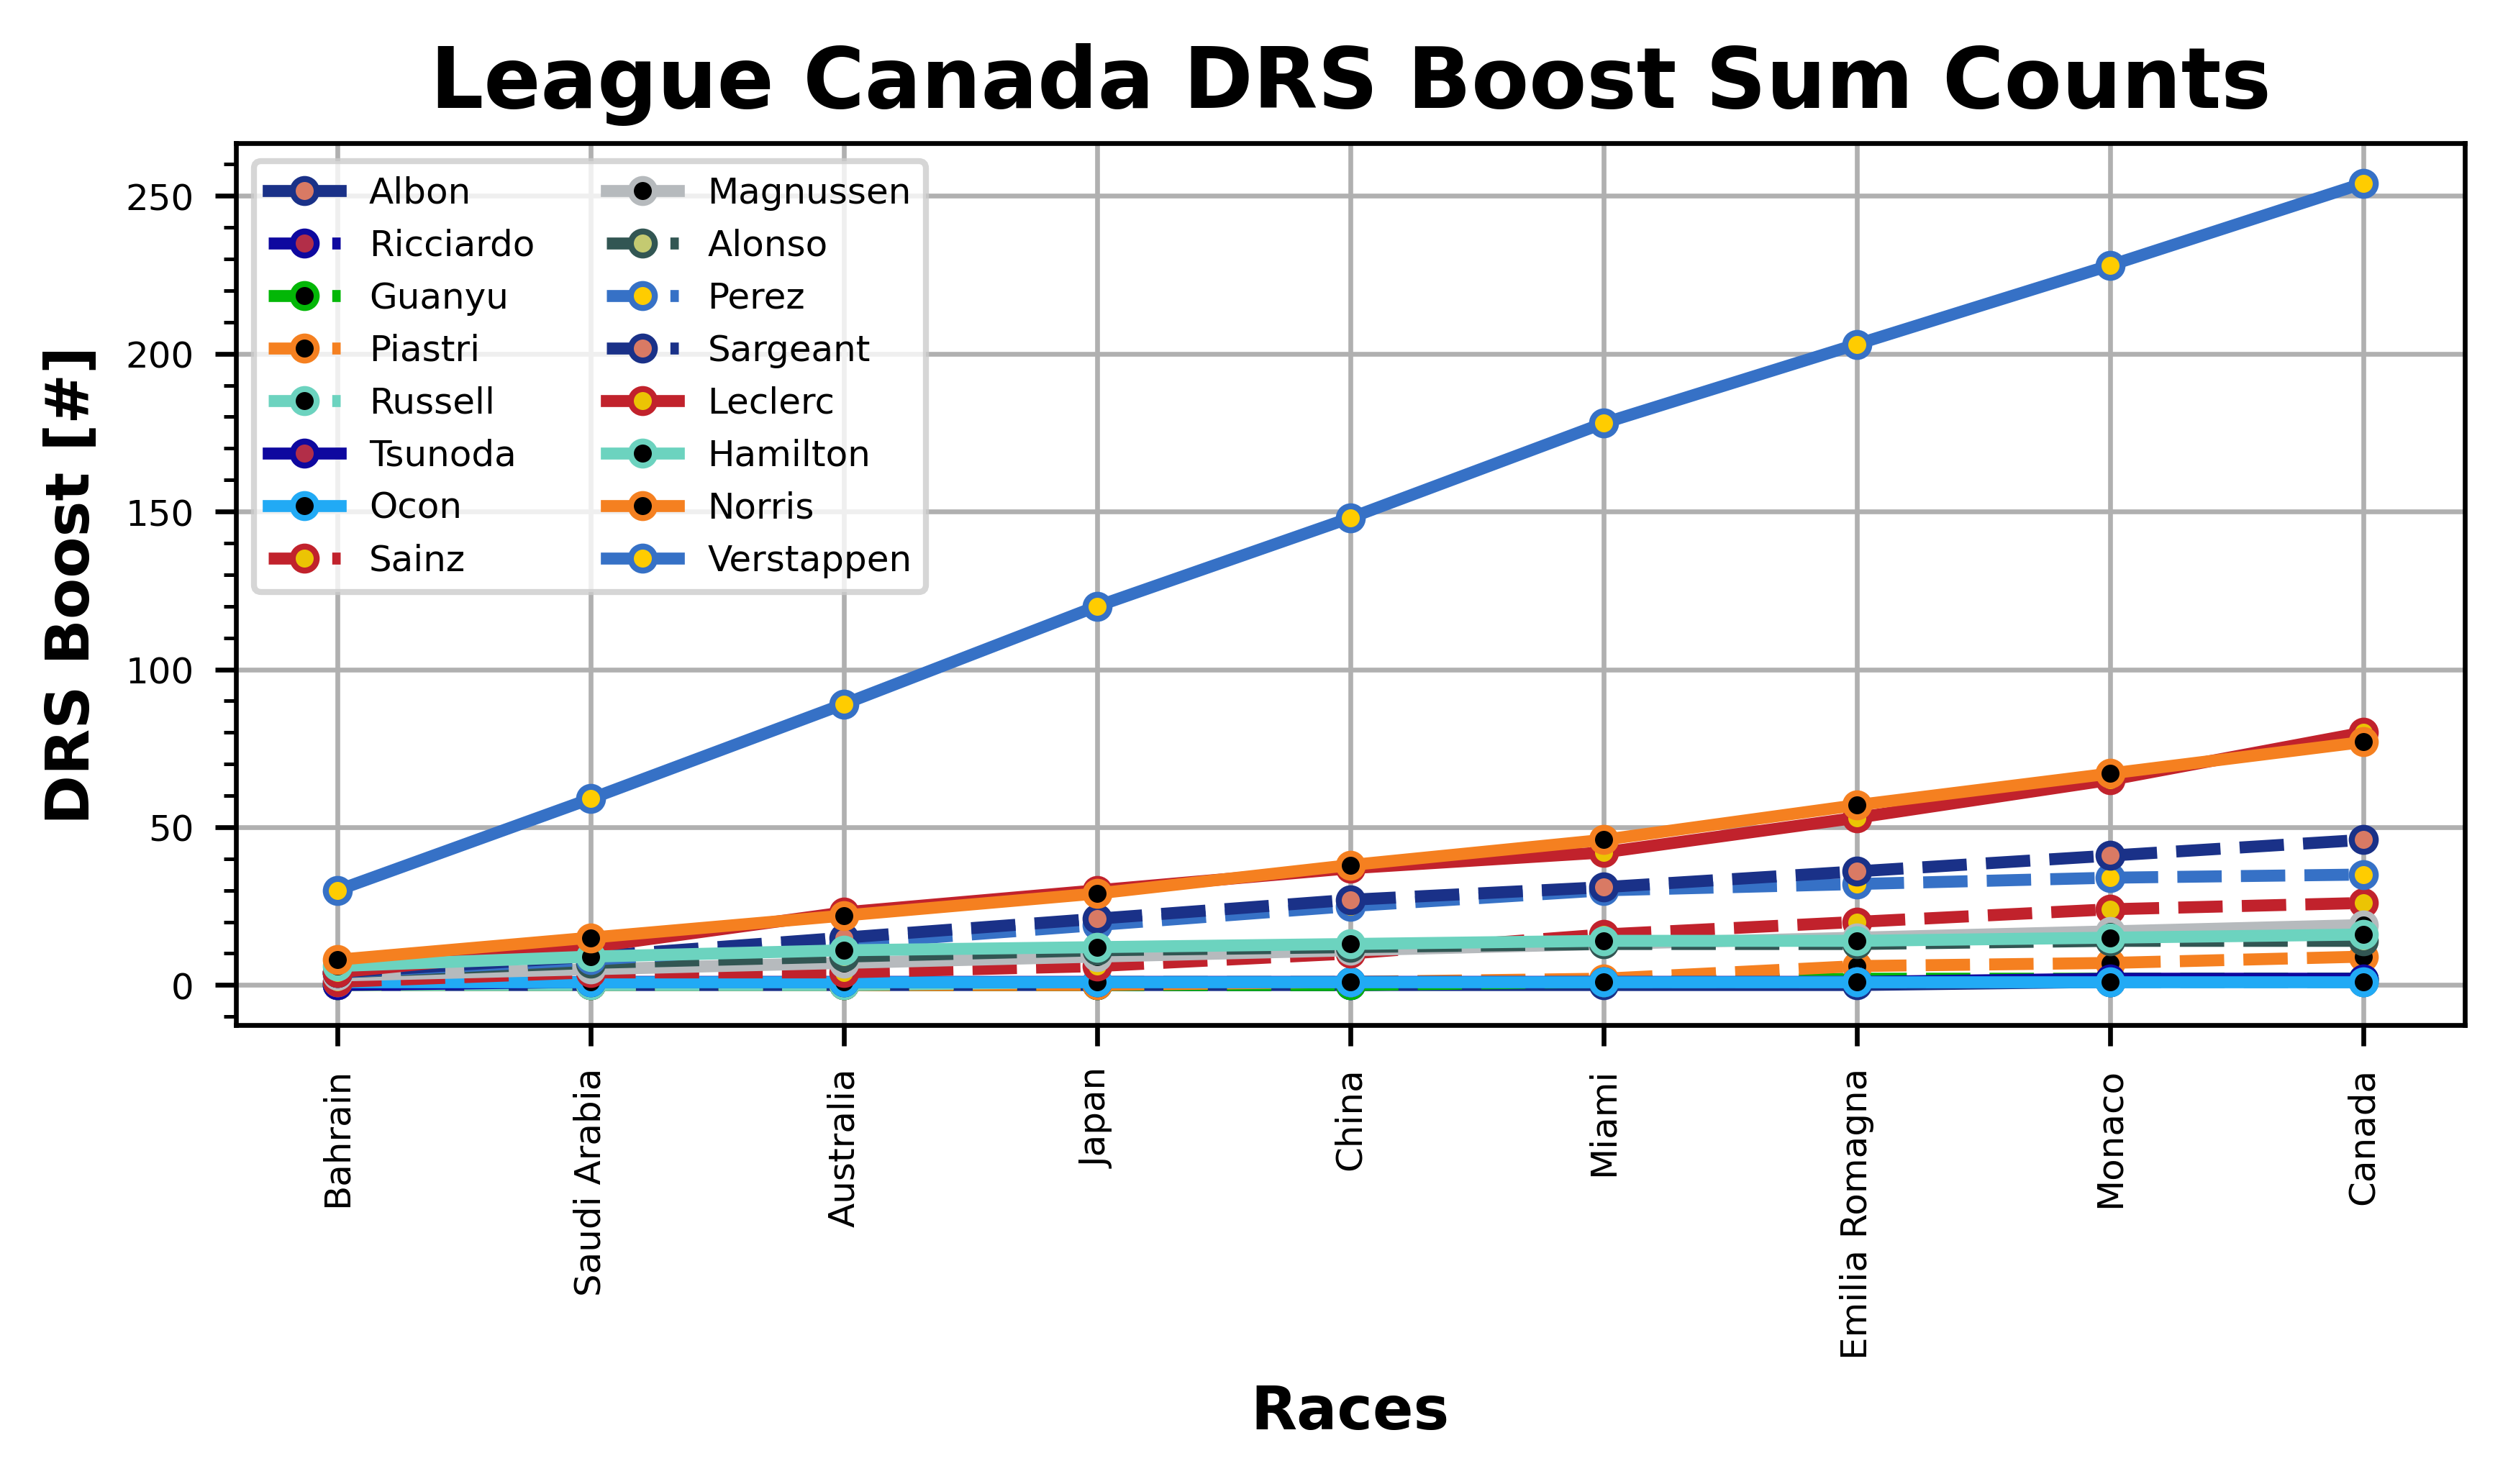 League Canada DRS Boost Sum Counts
DRS Boost [#]
250
200
150
100
50
0
Albon
Ricciardo
Guanyu
Piastri
Russell
Tsunoda
Ocon
Sainz
Magnussen
Alonso
Perez
Sargeant
Leclerc
Hamilton
Norris
Verstappen
Bahrain
Saudi Arabia
Australia
Japan
China
Miami
Emilia Romagna
Monaco
Canada
Races